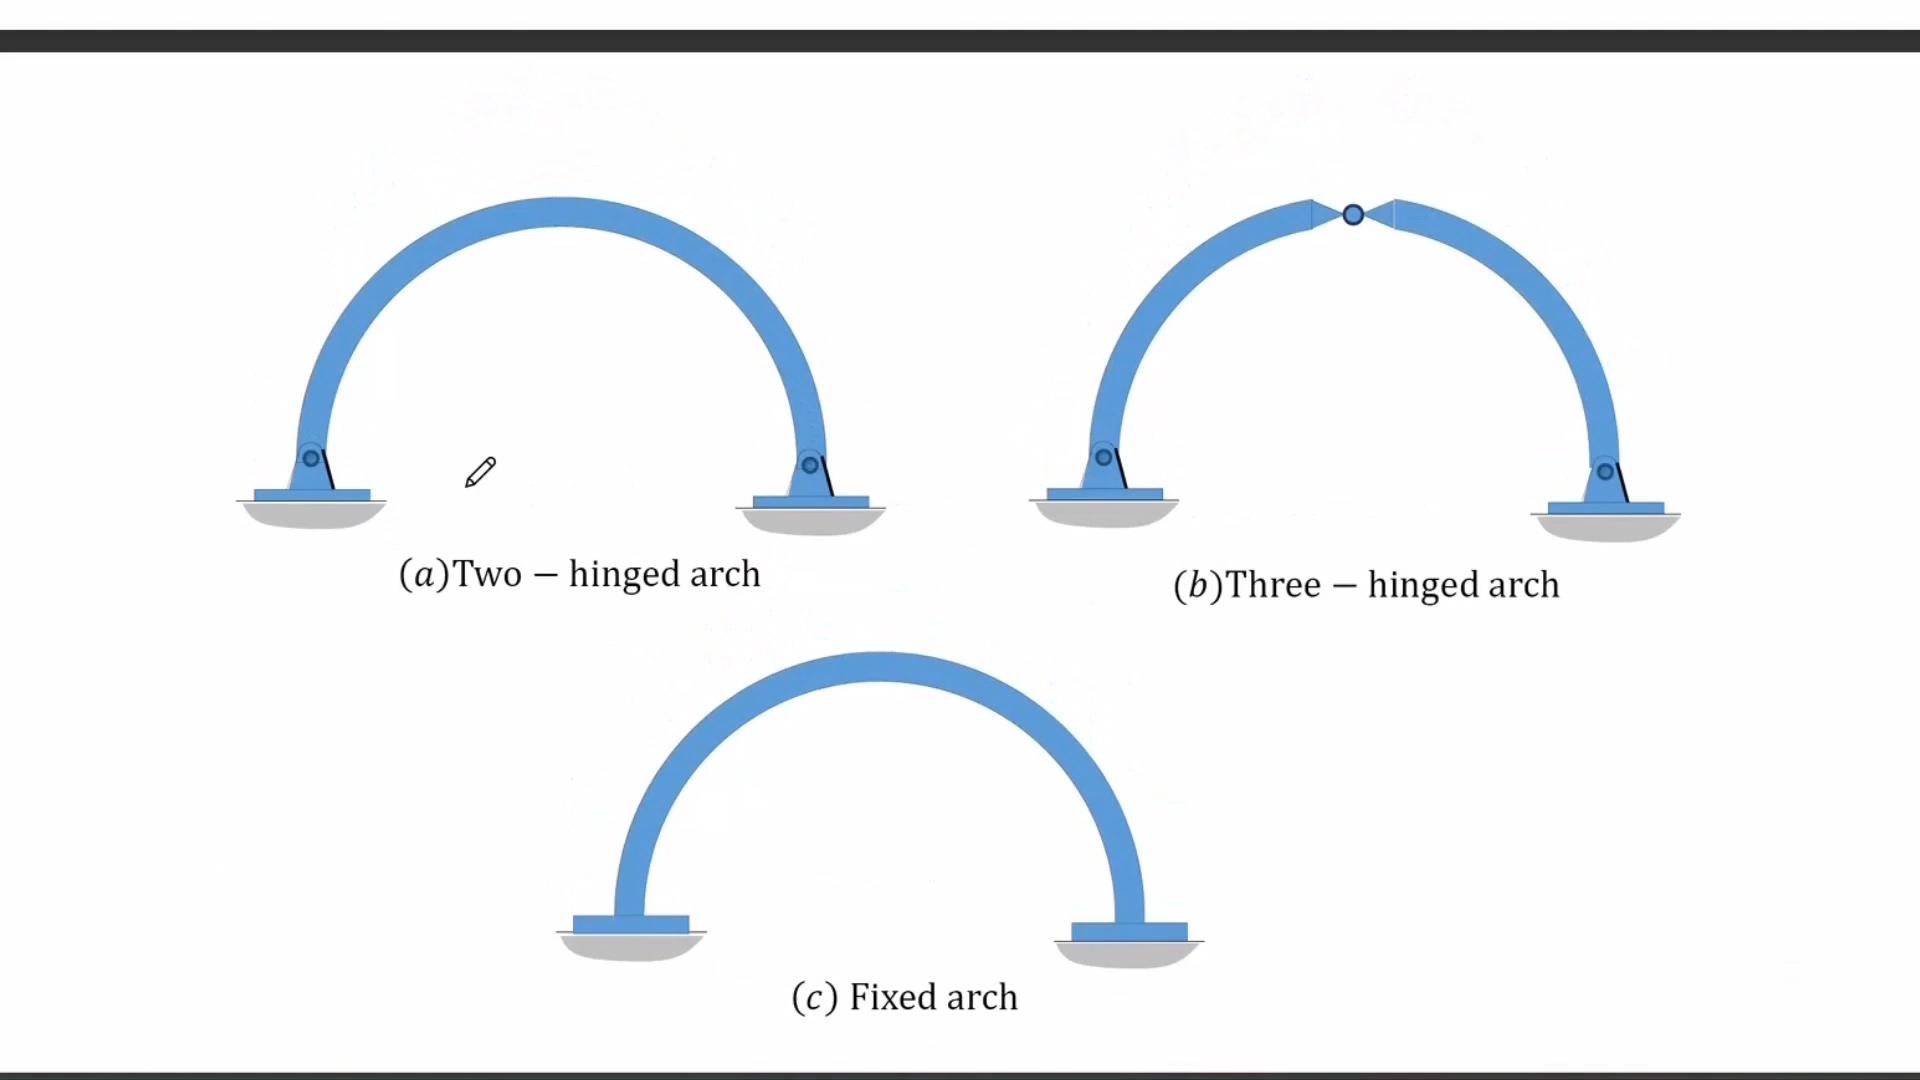 (a)Two − hinged arch
(b)Three − hinged arch
(c) Fixed arch